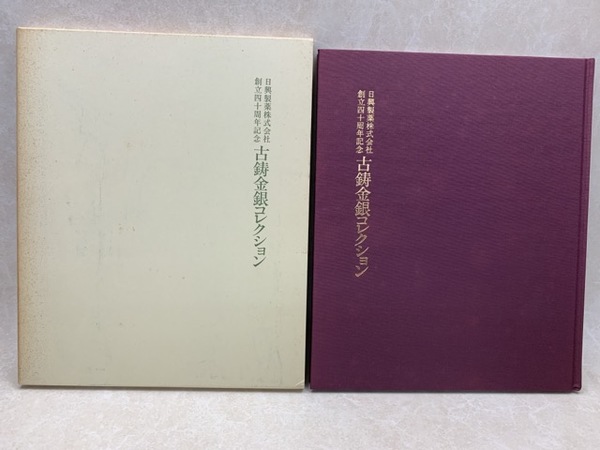 日興製薬株式会社
創立四十周年記念
古鋳金銀コレクション
日興製薬株式会社
創立四十周年記念
古鋳金銀コレクション